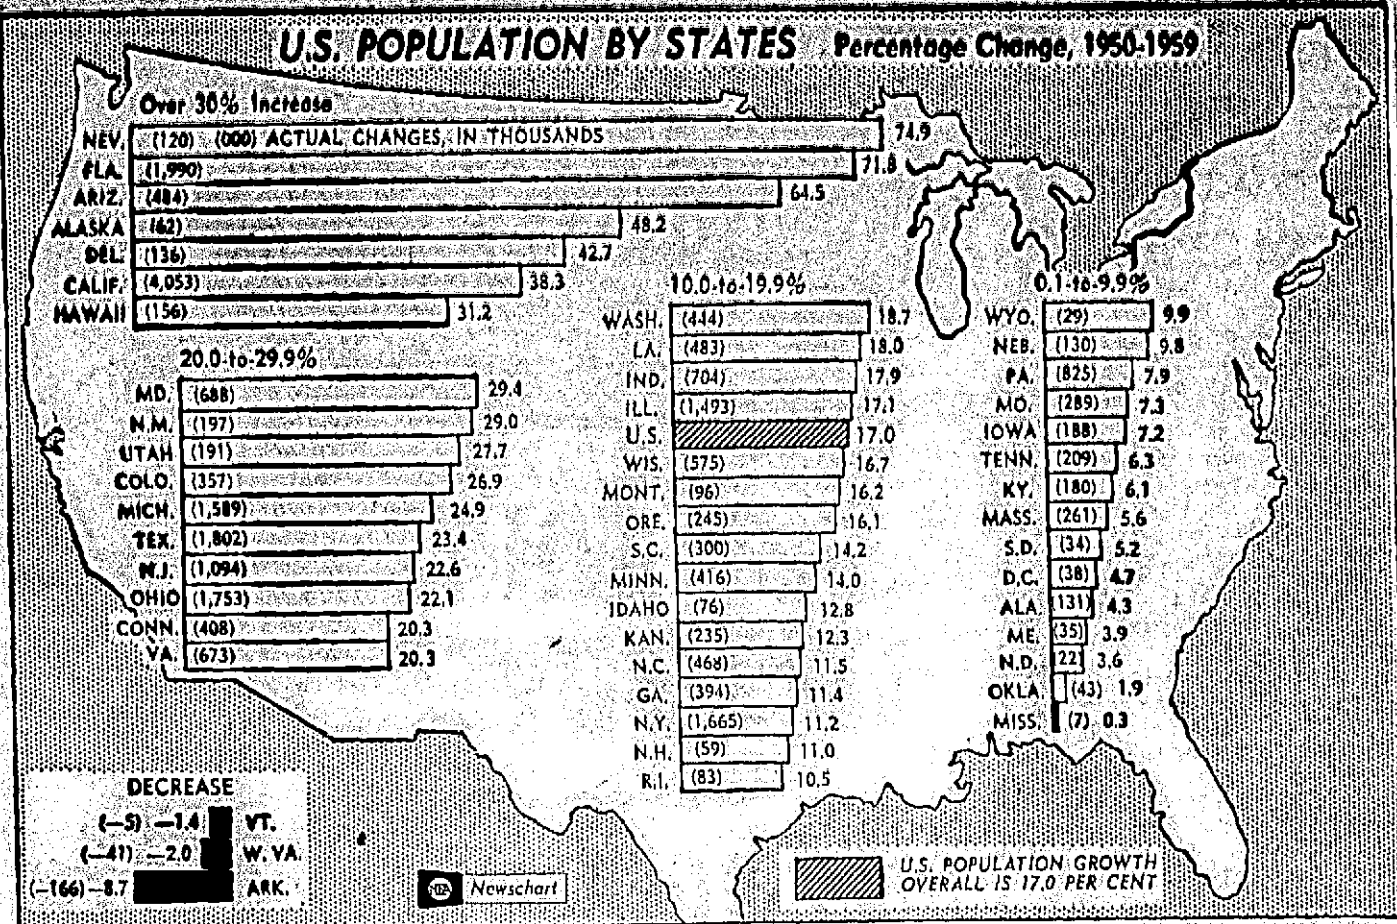 U.S. POPULATION BY STATES Percentage Change, 1950-1959
Over 30% Increase
NEV. (120) (000) ACTUAL CHANGES, IN THOUSANDS 74.9
FLA. (1,990) 71.8
ARIZ. (484) 64.5
ALASKA (62) 48.2
DEL. (136) 42.7
CALIF. (4,053) 38.3
HAWAII (156) 31.2
20.0-to-29.9%
MD. (688) 29.4
N.M. (197) 29.0
UTAH (191) 27.7
COLO. (357) 26.9
MICH. (1,589) 24.9
TEX. (1,802) 23.4
N.J. (1,094) 22.6
OHIO (1,753) 22.1
CONN. (408) 20.3
VA. (673) 20.3
10.0-to-19.9%
WASH. (444) 18.7
LA. (483) 18.0
IND. (704) 17.9
ILL. (1,493) 17.1
U.S. 17.0
WIS. (575) 16.7
MONT. (96) 16.2
ORE. (245) 16.1
S.C. (300) 14.2
MINN. (416) 14.0
IDAHO (76) 12.8
KAN. (235) 12.3
N.C. (468) 11.5
GA. (394) 11.4
N.Y. (1,665) 11.2
N.H. (59) 11.0
R.I. (83) 10.5
0.1-to-9.9%
WYO. (29) 9.9
NEB. (130) 9.8
PA. (825) 7.9
MO. (289) 7.3
IOWA (188) 7.2
TENN. (209) 6.3
KY. (180) 6.1
MASS. (261) 5.6
S.D. (34) 5.2
D.C. (38) 4.7
ALA. (131) 4.3
ME. (35) 3.9
N.D. (22) 3.6
OKLA. (43) 1.9
MISS. (7) 0.3
DECREASE
(-5) -1.4 VT.
(-41) -2.0 W. VA.
(-166) -8.7 ARK.
NEA Newschart
U.S. POPULATION GROWTH
OVERALL IS 17.0 PER CENT